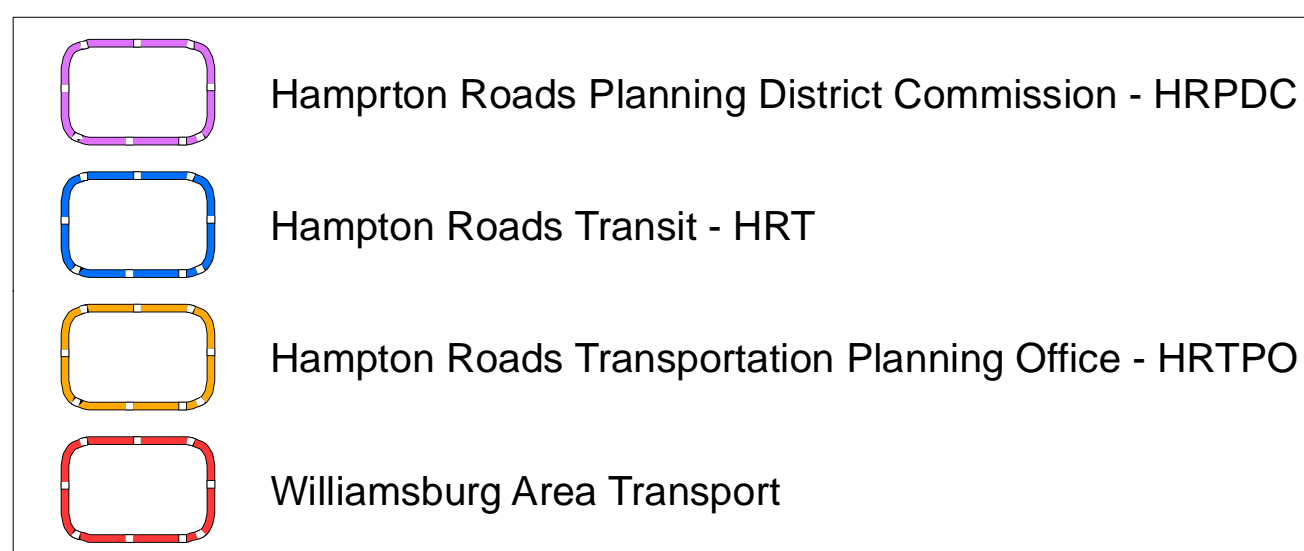 Hamprton Roads Planning District Commission - HRPDC
Hampton Roads Transit - HRT
Hampton Roads Transportation Planning Office - HRTPO
Williamsburg Area Transport